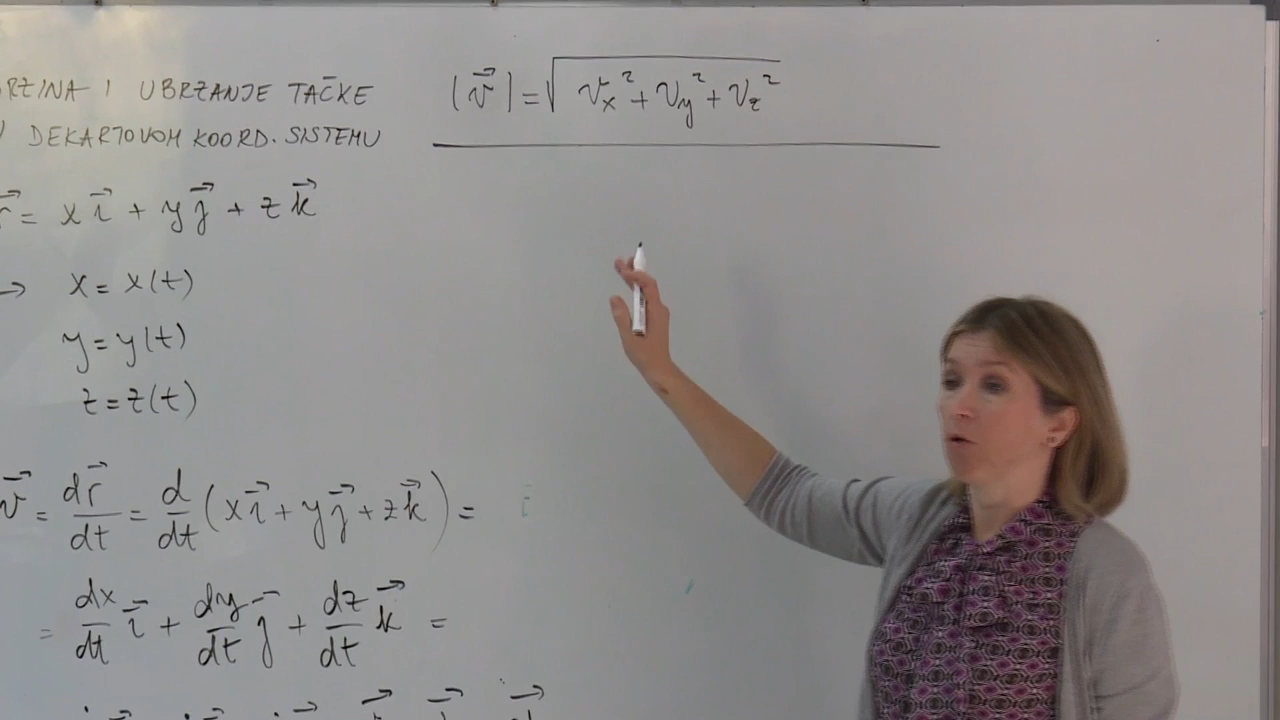 RZINA I UBRZANJE TAČKE
DEKARTOVOM KOORD. SISTEMU
r⃗ = x i⃗ + y j⃗ + z k⃗
→ x = x(t)
y = y(t)
z = z(t)
v⃗ = dr⃗/dt = d/dt (x i⃗ + y j⃗ + z k⃗) =
= dx/dt i⃗ + dy/dt j⃗ + dz/dt k⃗ =
|v⃗| = √(vx² + vy² + vz²)